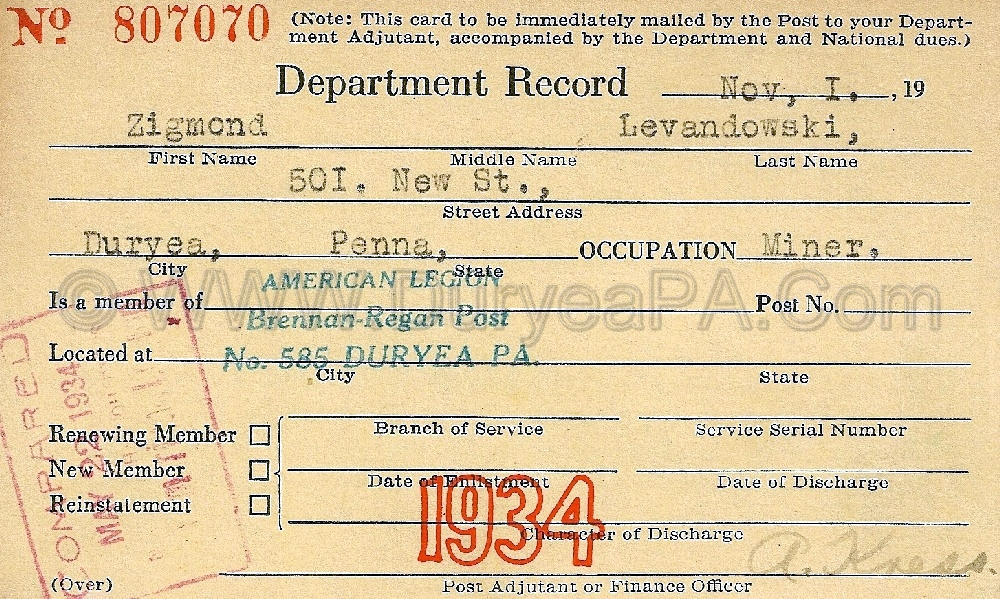 No 807070
(Note: This card to be immediately mailed by the Post to your Depart-
ment Adjutant, accompanied by the Department and National dues.)
Department Record Nov, I. , 19
Zigmond Levandowski,
First Name Middle Name Last Name
50I. New St.,
Street Address
Duryea, Penna, OCCUPATION Miner.
City State
© www.DuryeaPA.Com
AMERICAN LEGION
Is a member of Post No.
Brennan-Regan Post
Located at No. 585 DURYEA PA.
City State
COMPARED
22 1934
Branch of Service Service Serial Number
Renewing Member
New Member
Date of Enlistment Date of Discharge
Reinstatement
1934
Character of Discharge
A. Kress.
(Over) Post Adjutant or Finance Officer